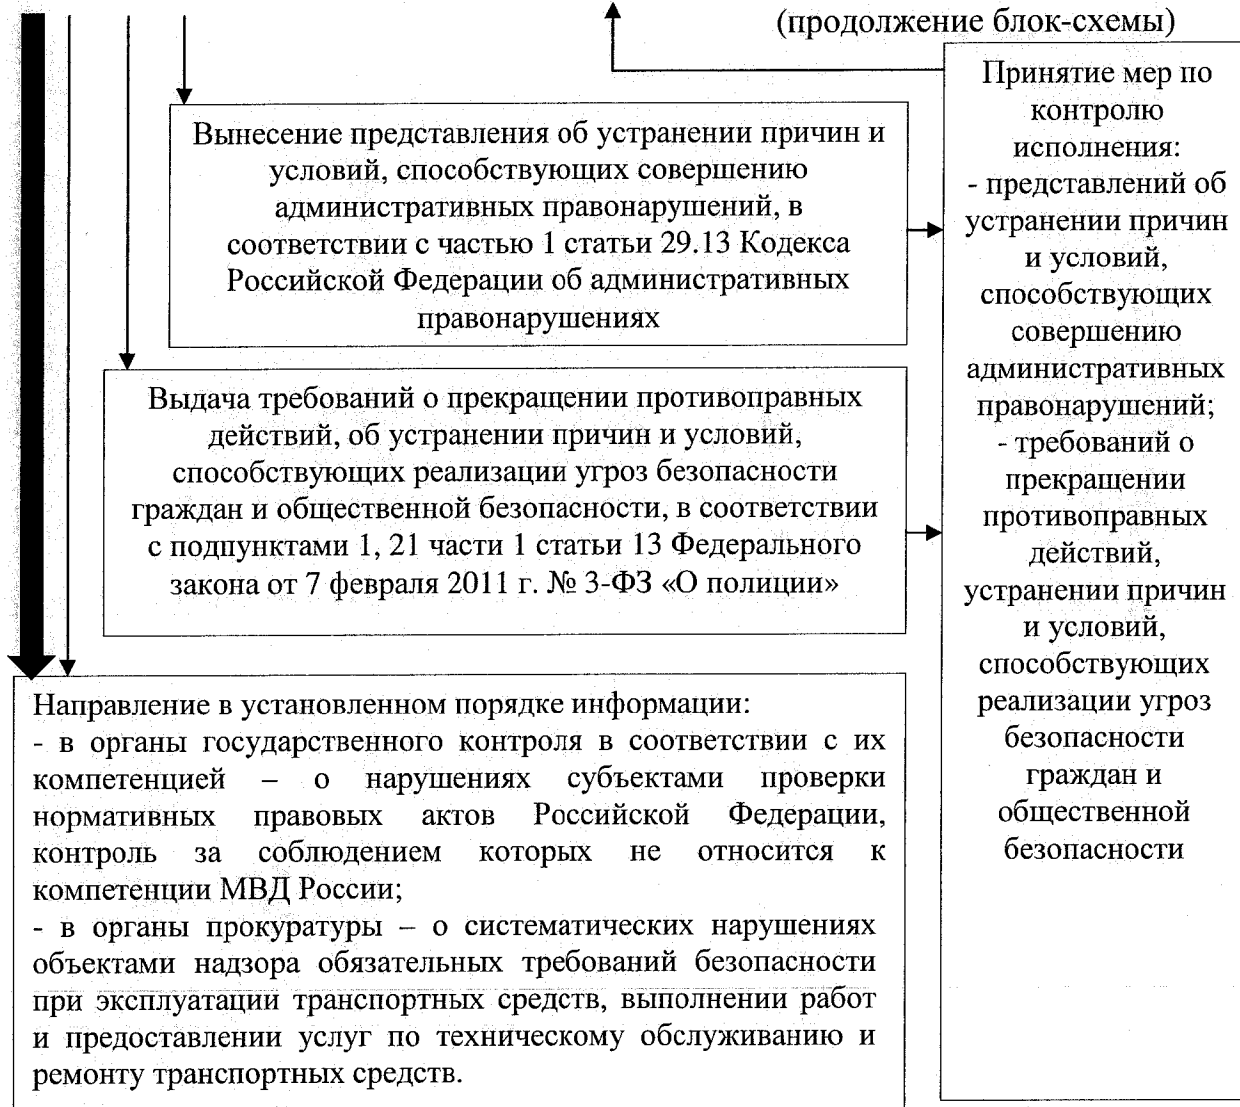 (продолжение блок-схемы)
Вынесение представления об устранении причин и
условий, способствующих совершению
административных правонарушений, в
соответствии с частью 1 статьи 29.13 Кодекса
Российской Федерации об административных
правонарушениях
Выдача требований о прекращении противоправных
действий, об устранении причин и условий,
способствующих реализации угроз безопасности
граждан и общественной безопасности, в соответствии
с подпунктами 1, 21 части 1 статьи 13 Федерального
закона от 7 февраля 2011 г. № 3-ФЗ «О полиции»
Направление в установленном порядке информации:
- в органы государственного контроля в соответствии с их
компетенцией – о нарушениях субъектами проверки
нормативных правовых актов Российской Федерации,
контроль за соблюдением которых не относится к
компетенции МВД России;
- в органы прокуратуры – о систематических нарушениях
объектами надзора обязательных требований безопасности
при эксплуатации транспортных средств, выполнении работ
и предоставлении услуг по техническому обслуживанию и
ремонту транспортных средств.
Принятие мер по
контролю
исполнения:
- представлений об
устранении причин
и условий,
способствующих
совершению
административных
правонарушений;
- требований о
прекращении
противоправных
действий,
устранении причин
и условий,
способствующих
реализации угроз
безопасности
граждан и
общественной
безопасности